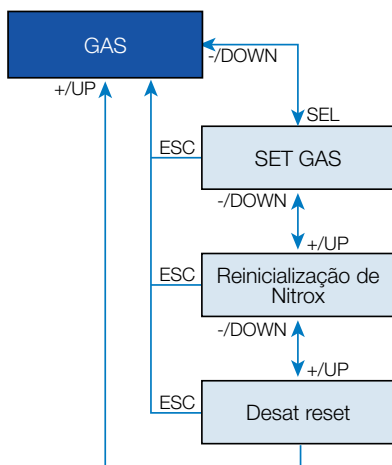 GAS
-/DOWN
+/UP
SEL
ESC
SET GAS
-/DOWN
+/UP
ESC
Reinicialização de
Nitrox
-/DOWN
+/UP
ESC
Desat reset